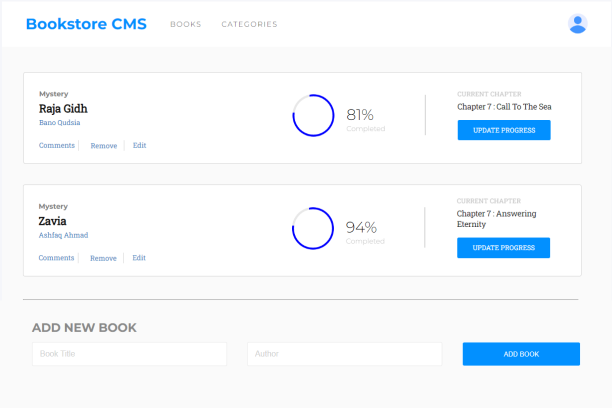 Bookstore CMS BOOKS CATEGORIES
Mystery
Raja Gidh
Bano Qudsia
Comments Remove Edit
81%
Completed
CURRENT CHAPTER
Chapter 7 : Call To The Sea
UPDATE PROGRESS
Mystery
Zavia
Ashfaq Ahmad
Comments Remove Edit
94%
Completed
CURRENT CHAPTER
Chapter 7 : Answering
Eternity
UPDATE PROGRESS
ADD NEW BOOK
Book Title Author ADD BOOK